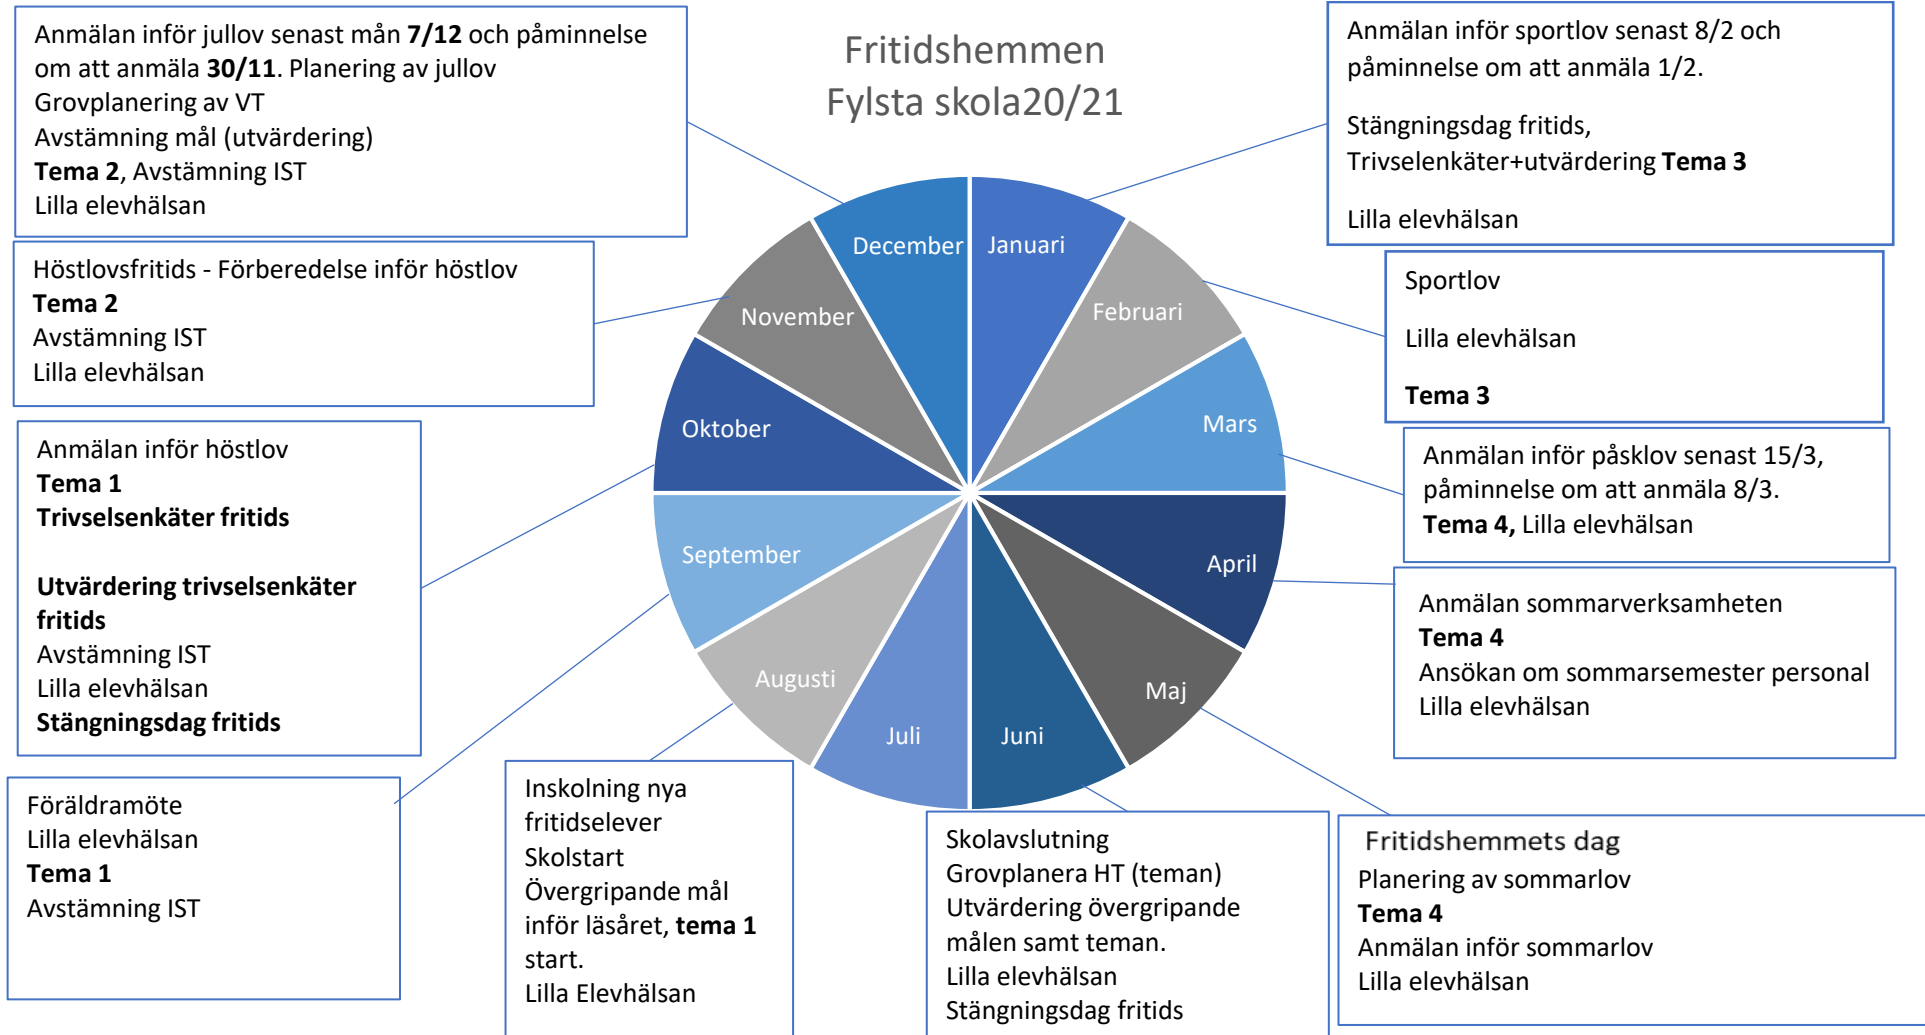 Fritidshemmen
Fylsta skola20/21
Anmälan inför jullov senast mån 7/12 och påminnelse
om att anmäla 30/11. Planering av jullov
Grovplanering av VT
Avstämning mål (utvärdering)
Tema 2, Avstämning IST
Lilla elevhälsan
Höstlovsfritids - Förberedelse inför höstlov
Tema 2
Avstämning IST
Lilla elevhälsan
Anmälan inför höstlov
Tema 1
Trivselsenkäter fritids
Utvärdering trivselsenkäter
fritids
Avstämning IST
Lilla elevhälsan
Stängningsdag fritids
Föräldramöte
Lilla elevhälsan
Tema 1
Avstämning IST
Inskolning nya
fritidselever
Skolstart
Övergripande mål
inför läsåret, tema 1
start.
Lilla Elevhälsan
December
Januari
November
Februari
Oktober
Mars
September
April
Augusti
Maj
Juli
Juni
Anmälan inför sportlov senast 8/2 och
påminnelse om att anmäla 1/2.
Stängningsdag fritids,
Trivselenkäter+utvärdering Tema 3
Lilla elevhälsan
Sportlov
Lilla elevhälsan
Tema 3
Anmälan inför påsklov senast 15/3,
påminnelse om att anmäla 8/3.
Tema 4, Lilla elevhälsan
Anmälan sommarverksamheten
Tema 4
Ansökan om sommarsemester personal
Lilla elevhälsan
Fritidshemmets dag
Planering av sommarlov
Tema 4
Anmälan inför sommarlov
Lilla elevhälsan
Skolavslutning
Grovplanera HT (teman)
Utvärdering övergripande
målen samt teman.
Lilla elevhälsan
Stängningsdag fritids